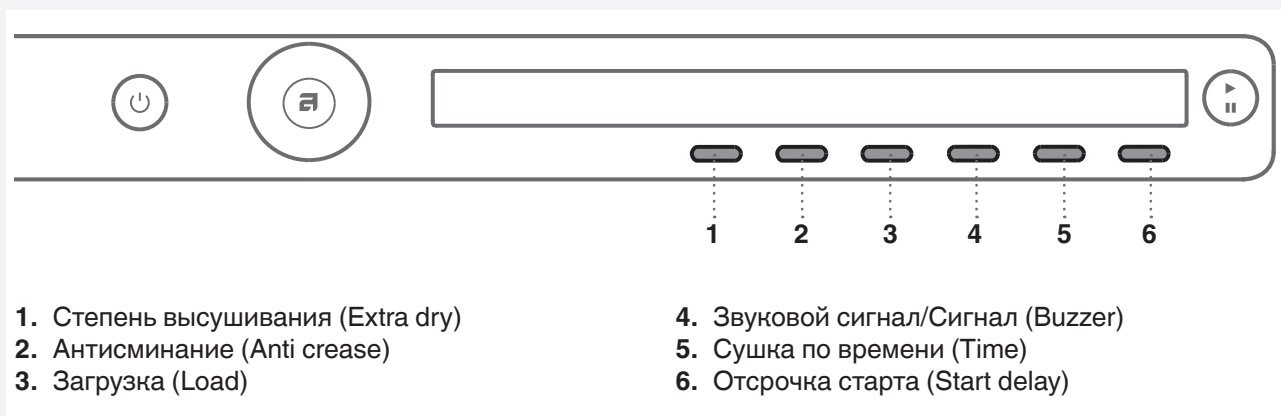 1 2 3 4 5 6
1. Степень высушивания (Extra dry)
2. Антисминание (Anti crease)
3. Загрузка (Load)
4. Звуковой сигнал/Сигнал (Buzzer)
5. Сушка по времени (Time)
6. Отсрочка старта (Start delay)